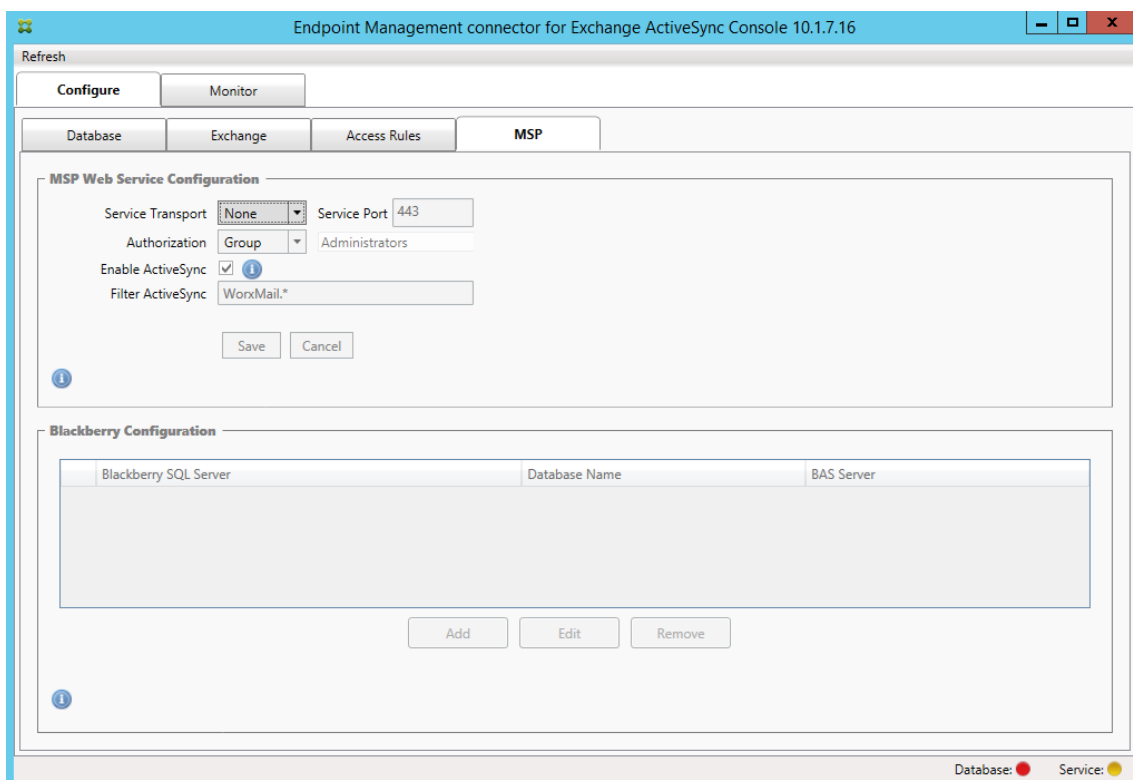 Endpoint Management connector for Exchange ActiveSync Console 10.1.7.16
Refresh
Configure Monitor
Database Exchange Access Rules MSP
MSP Web Service Configuration
Service Transport None Service Port 443
Authorization Group Administrators
Enable ActiveSync
Filter ActiveSync WorxMail.*
Save Cancel
Blackberry Configuration
Blackberry SQL Server Database Name BAS Server
Add Edit Remove
Database: Service: